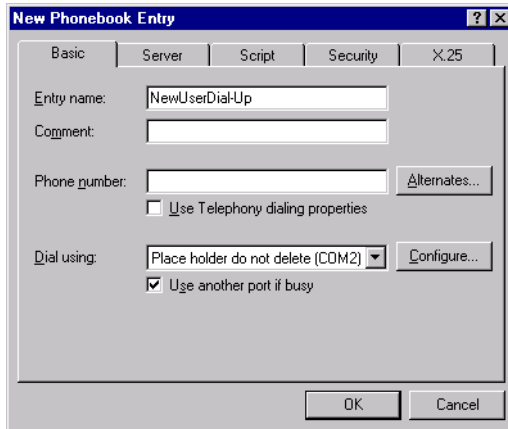 New Phonebook Entry
Basic Server Script Security X.25
Entry name: NewUserDial-Up
Comment:
Phone number: Alternates...
Use Telephony dialing properties
Dial using: Place holder do not delete (COM2) Configure...
Use another port if busy
OK Cancel